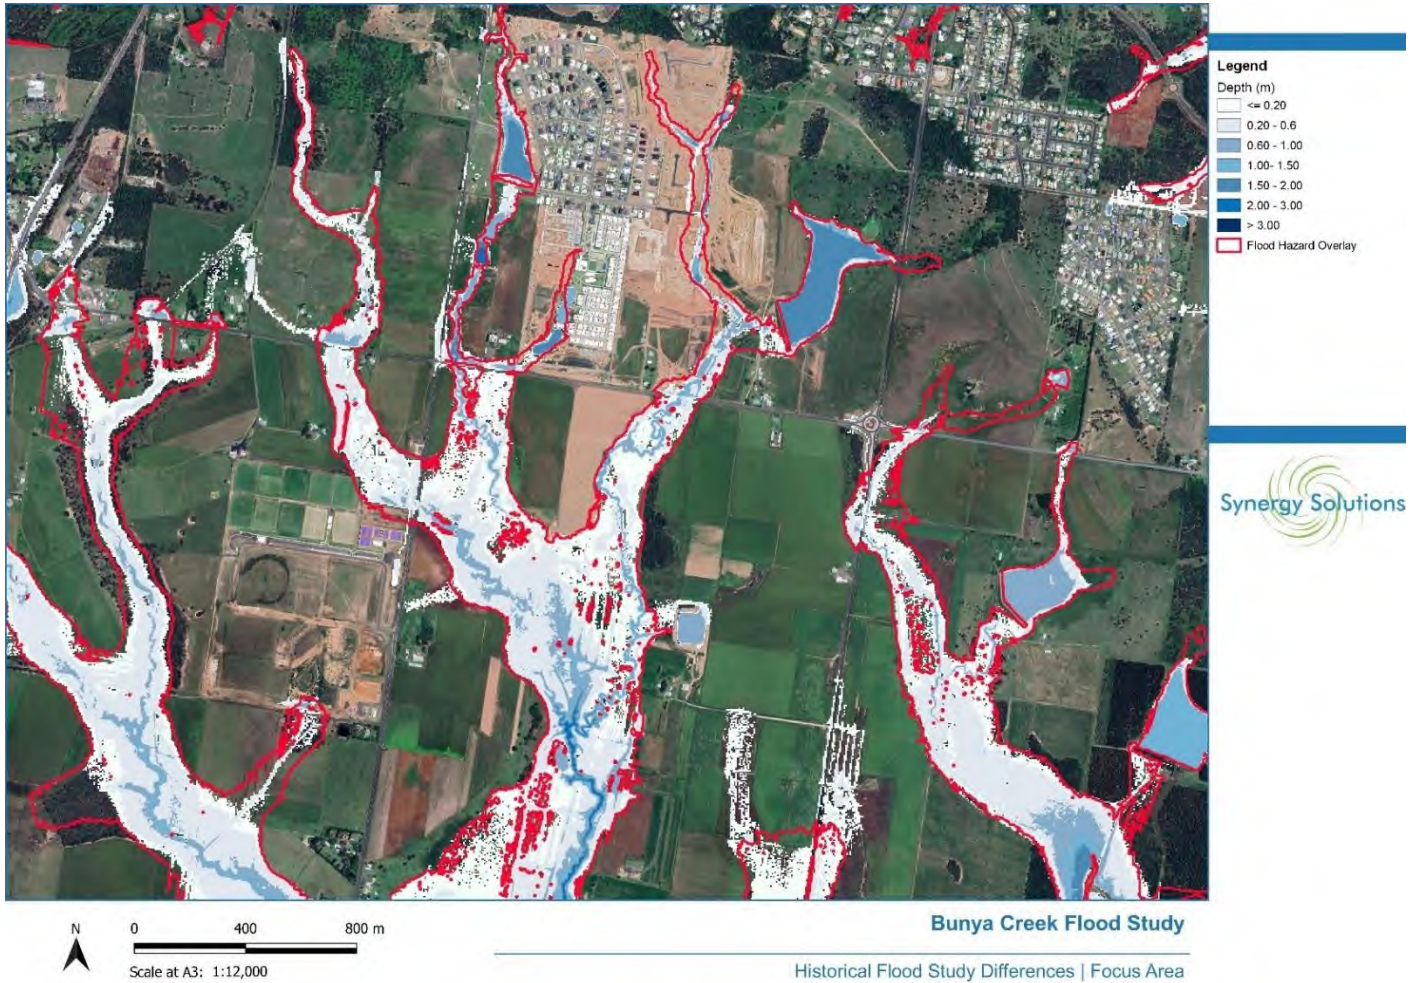 Legend
Depth (m)
<= 0.20
0.20 - 0.6
0.60 - 1.00
1.00- 1.50
1.50 - 2.00
2.00 - 3.00
> 3.00
Flood Hazard Overlay
Synergy Solutions
N
0 400 800 m
Scale at A3: 1:12,000
Bunya Creek Flood Study
Historical Flood Study Differences | Focus Area